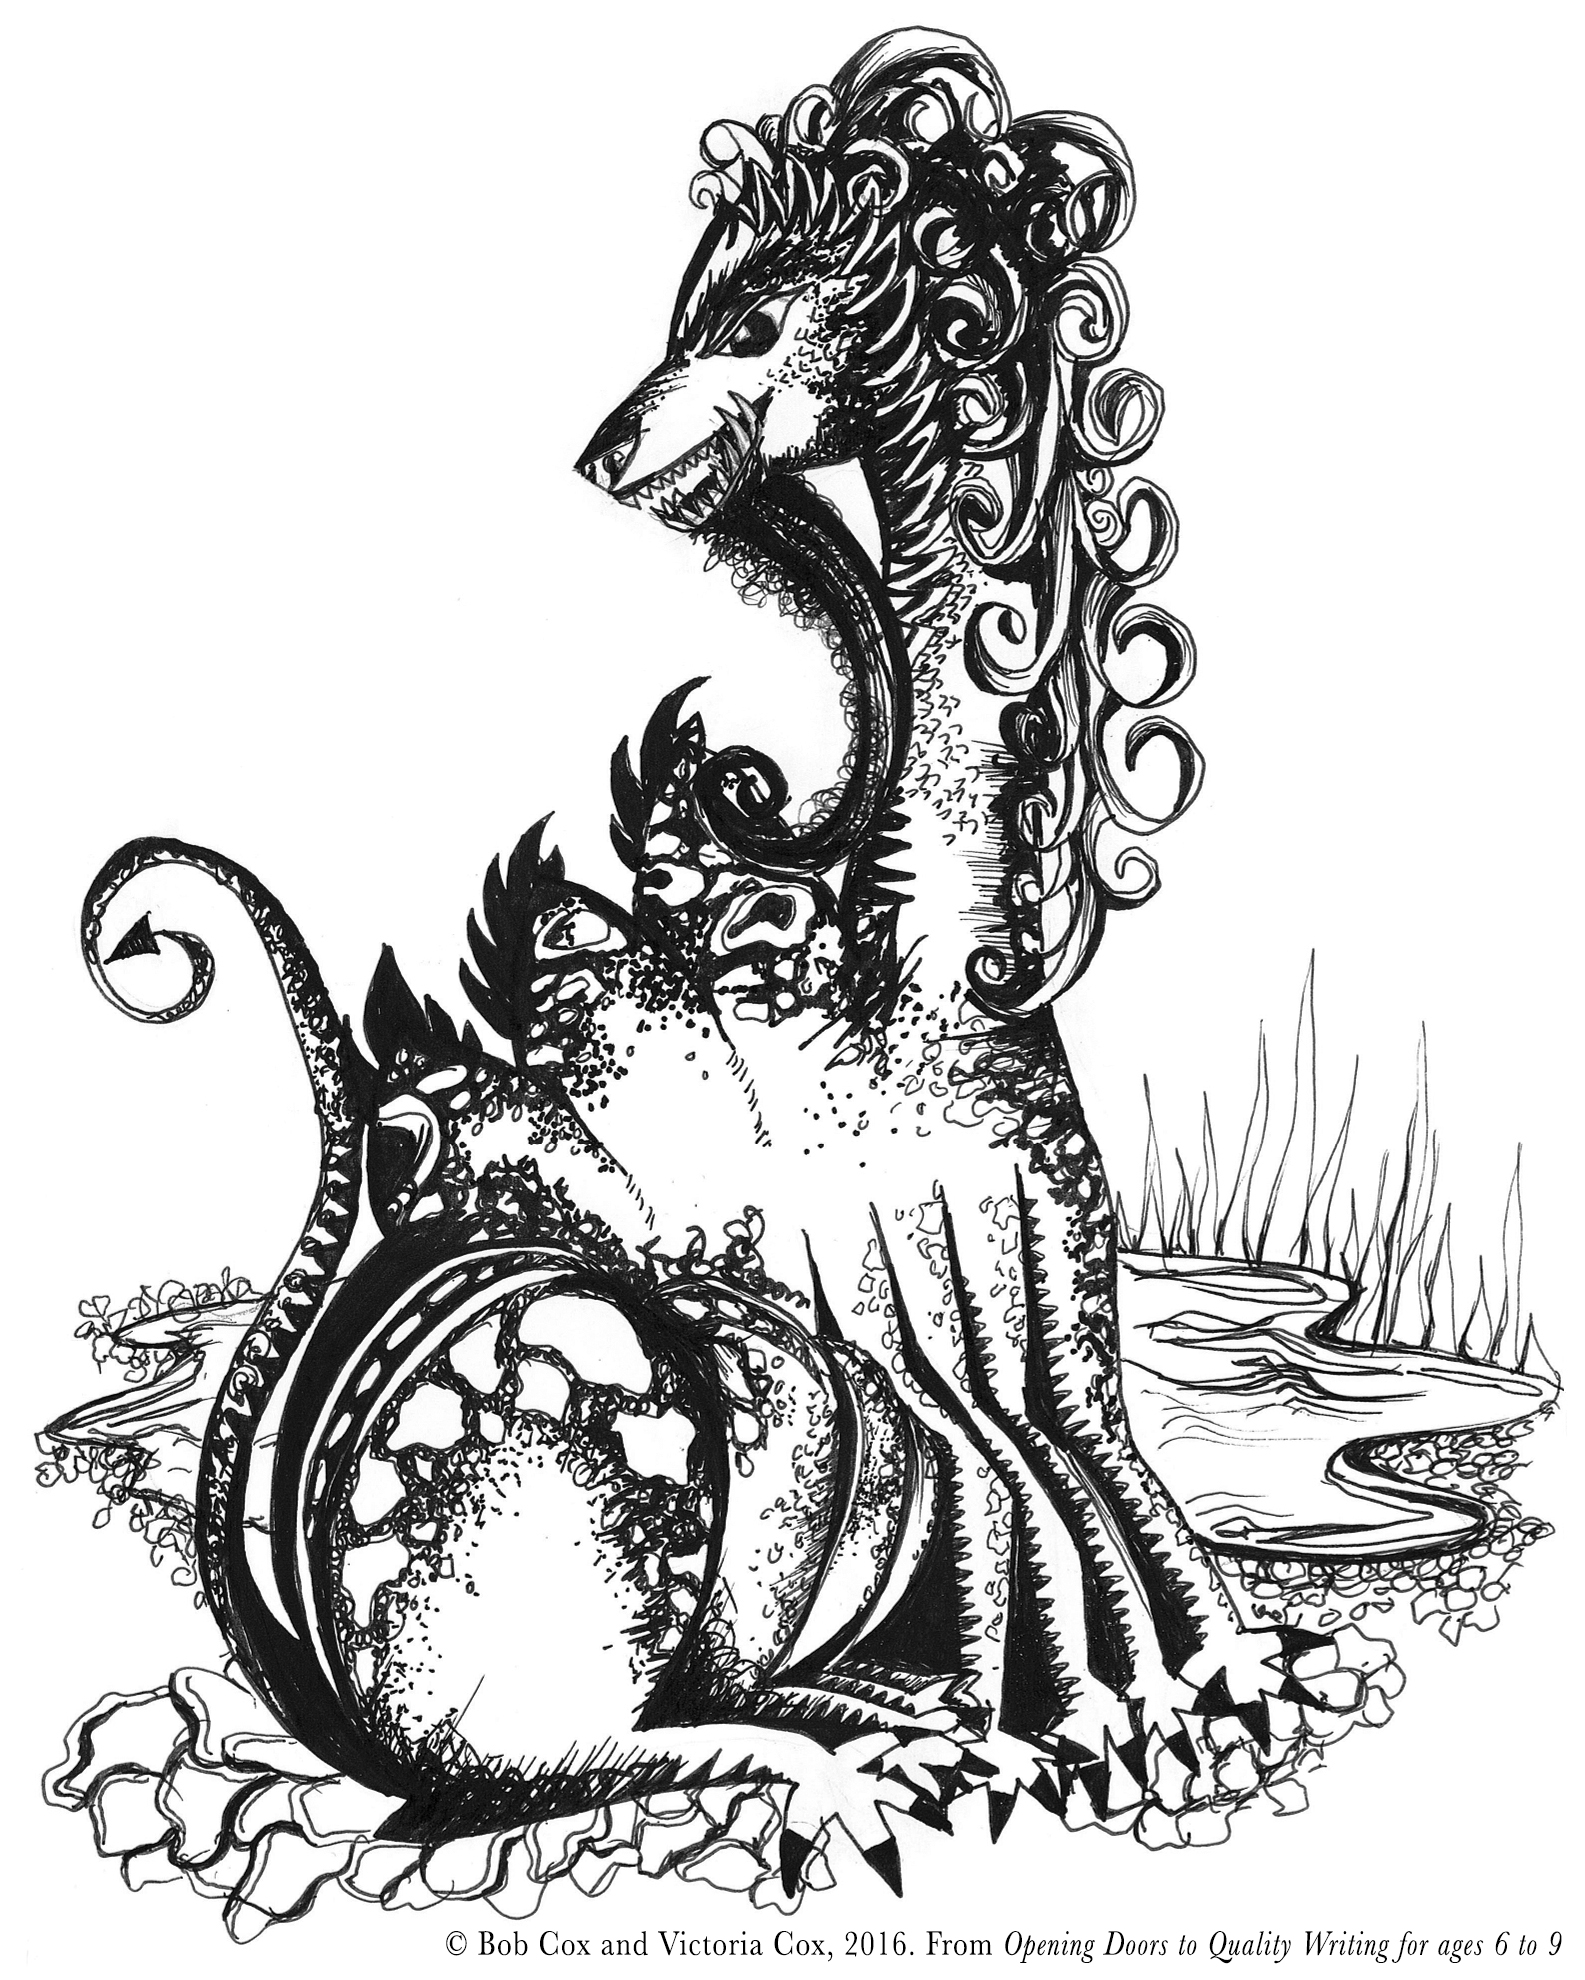 © Bob Cox and Victoria Cox, 2016. From Opening Doors to Quality Writing for ages 6 to 9